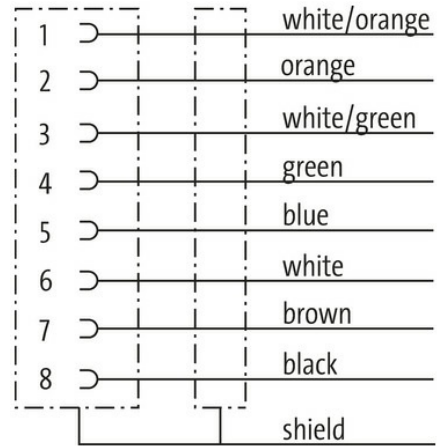 1 white/orange
2 orange
3 white/green
4 green
5 blue
6 white
7 brown
8 black
shield